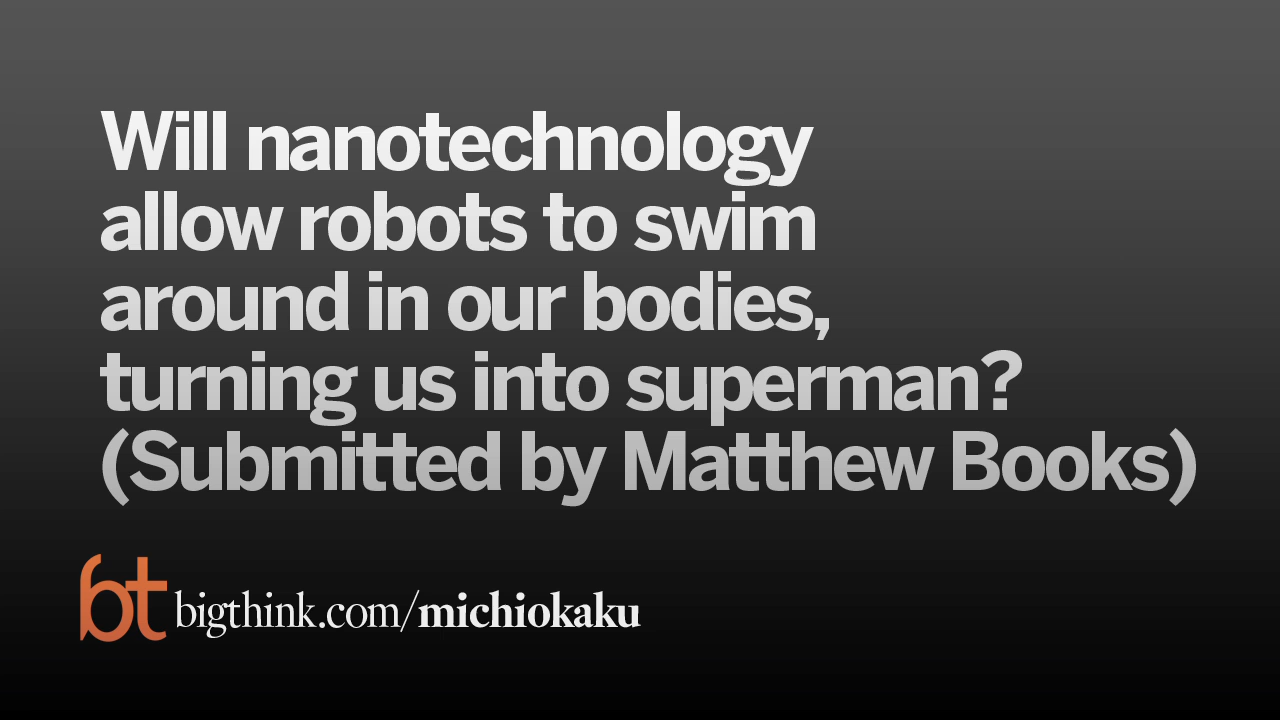 Will nanotechnology
allow robots to swim
around in our bodies,
turning us into superman?
(Submitted by Matthew Books)
bt bigthink.com/michiokaku